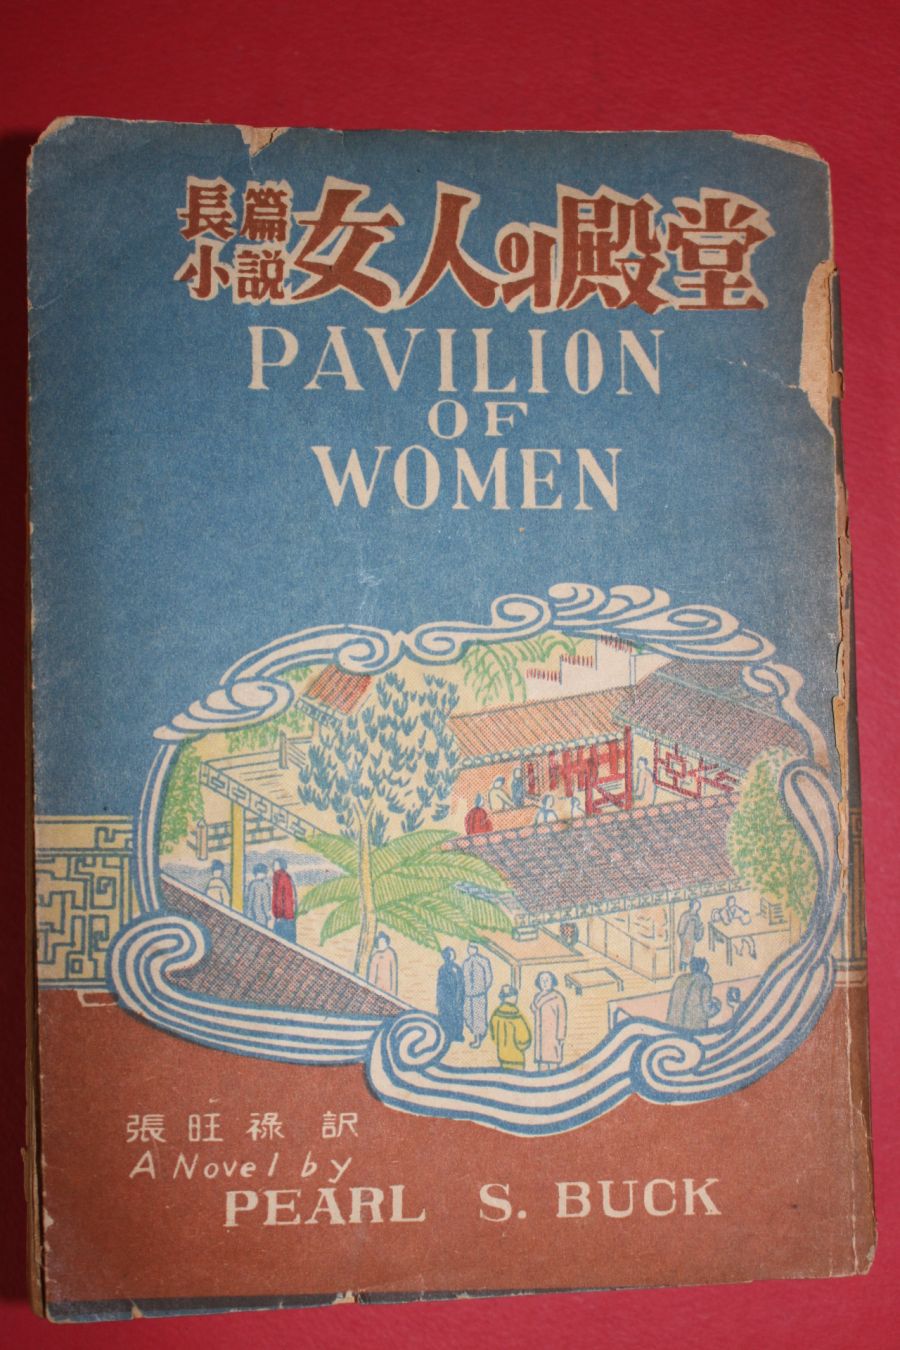 長篇小説 女人의殿堂
PAVILION
OF
WOMEN
張旺祿 訳
A Novel by
PEARL S. BUCK